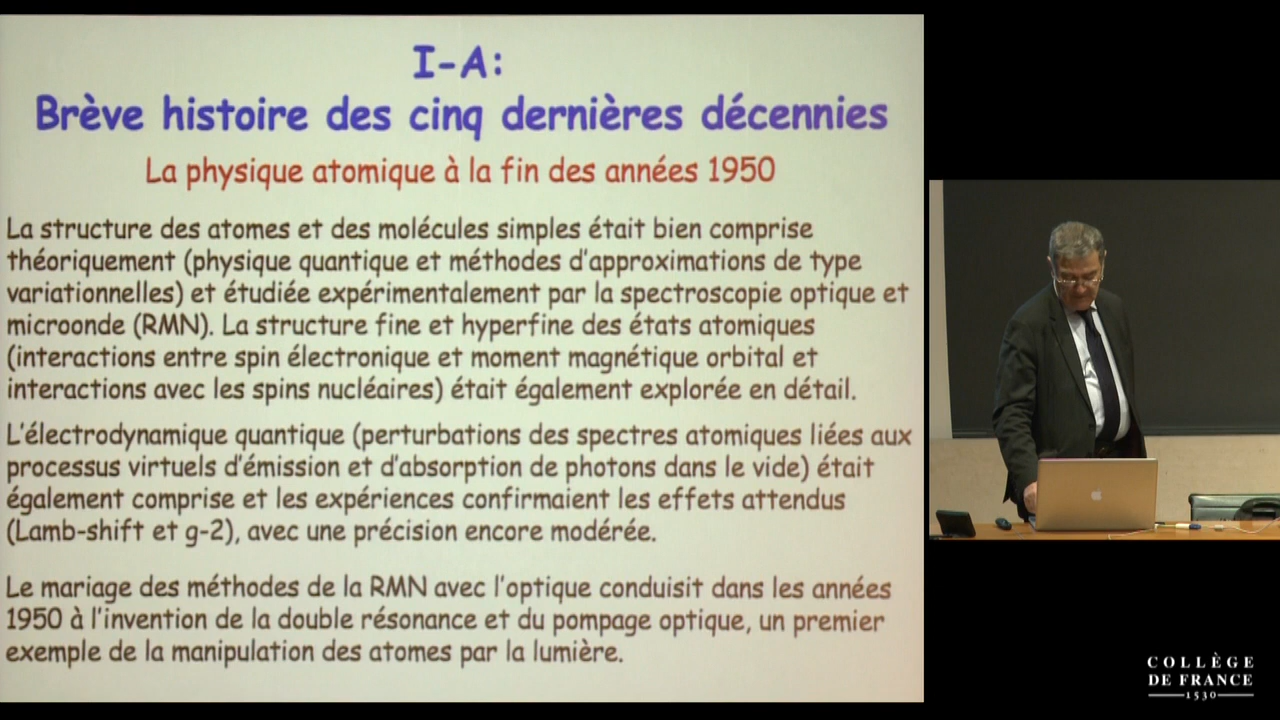 I-A:
Brève histoire des cinq dernières décennies
La physique atomique à la fin des années 1950
La structure des atomes et des molécules simples était bien comprise
théoriquement (physique quantique et méthodes d'approximations de type
variationnelles) et étudiée expérimentalement par la spectroscopie optique et
microonde (RMN). La structure fine et hyperfine des états atomiques
(interactions entre spin électronique et moment magnétique orbital et
interactions avec les spins nucléaires) était également explorée en détail.
L'électrodynamique quantique (perturbations des spectres atomiques liées aux
processus virtuels d'émission et d'absorption de photons dans le vide) était
également comprise et les expériences confirmaient les effets attendus
(Lamb-shift et g-2), avec une précision encore modérée.
Le mariage des méthodes de la RMN avec l'optique conduisit dans les années
1950 à l'invention de la double résonance et du pompage optique, un premier
exemple de la manipulation des atomes par la lumière.
COLLÈGE
DE FRANCE
1530